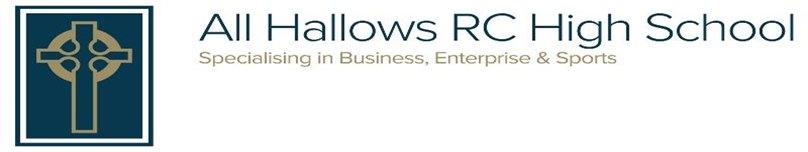 All Hallows RC High School
Specialising in Business, Enterprise & Sports